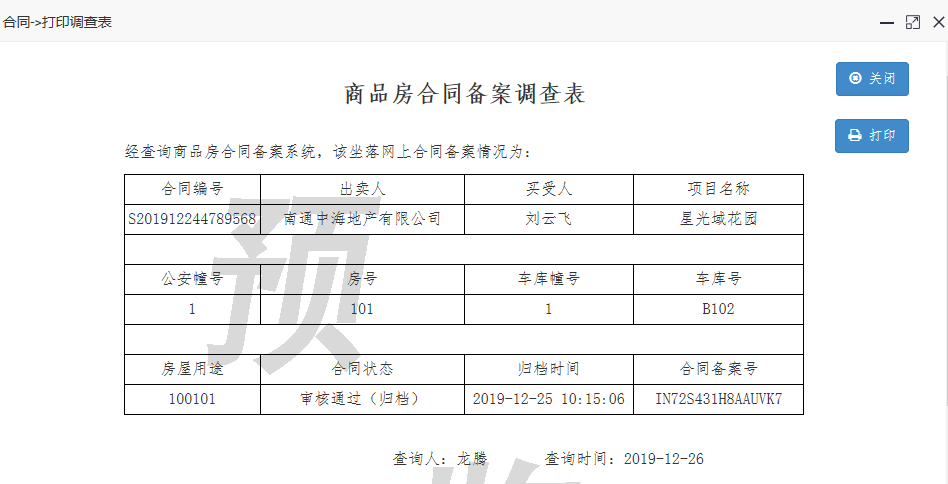 合同->打印调查表
关闭
商品房合同备案调查表
打印
经查询商品房合同备案系统，该坐落网上合同备案情况为：
合同编号 出卖人 买受人 项目名称
S201912244789568 南通中海地产有限公司 刘云飞 星光域花园
公安幢号 房号 车库幢号 车库号
1 101 1 B102
房屋用途 合同状态 归档时间 合同备案号
100101 审核通过（归档） 2019-12-25 10:15:06 IN72S431H8AAUVK7
查询人：龙腾 查询时间：2019-12-26
预